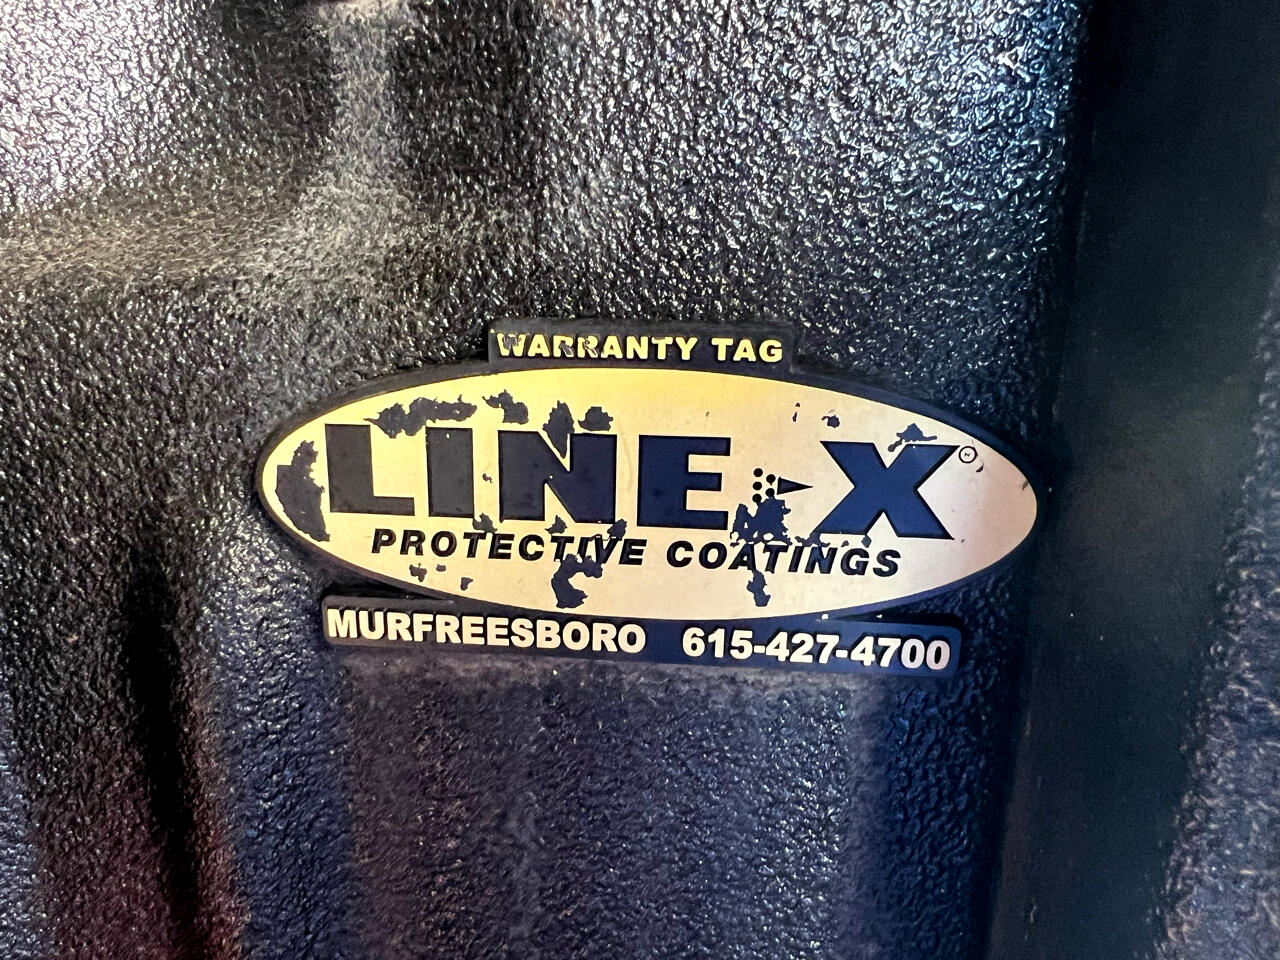 WARRANTY TAG
LINE-X®
PROTECTIVE COATINGS
MURFREESBORO 615-427-4700